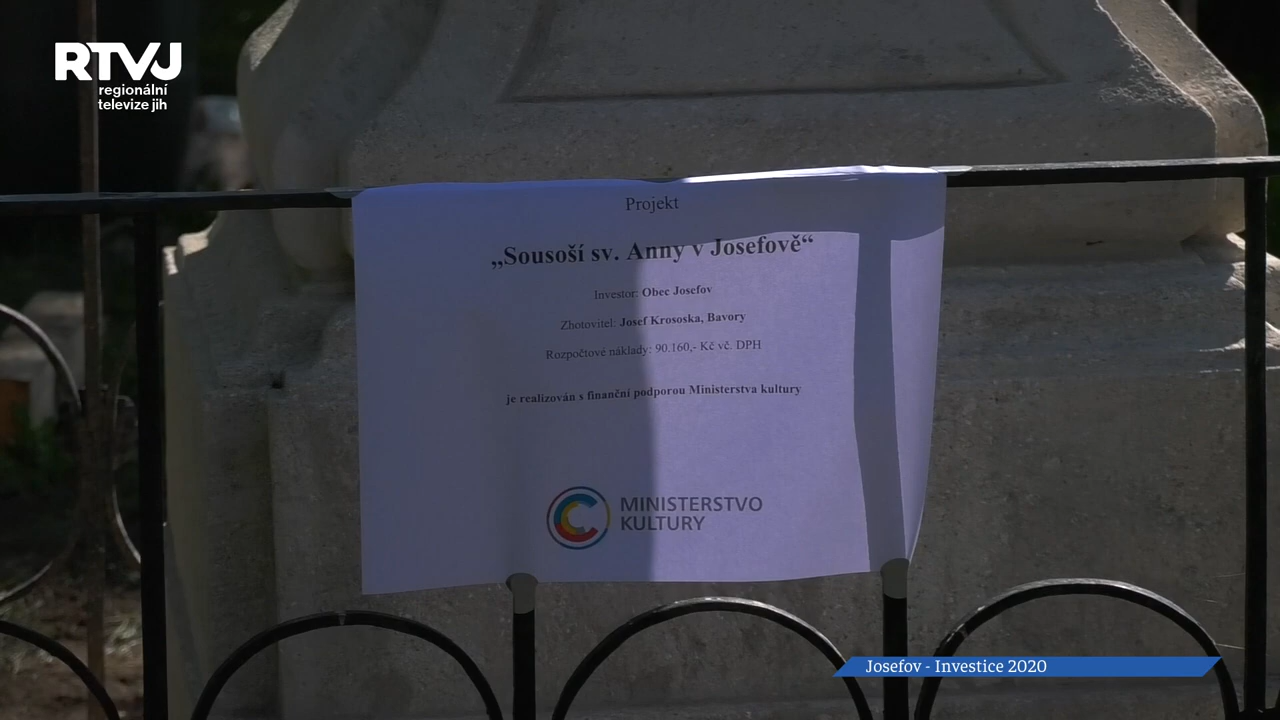 RTVJ
regionální
televize jih
Projekt
„Sousoší sv. Anny v Josefově“
Investor: Obec Josefov
Zhotovitel: Josef Krososka, Bavory
Rozpočtové náklady: 90.160,- Kč vč. DPH
je realizován s finanční podporou Ministerstva kultury
MINISTERSTVO
KULTURY
Josefov - Investice 2020